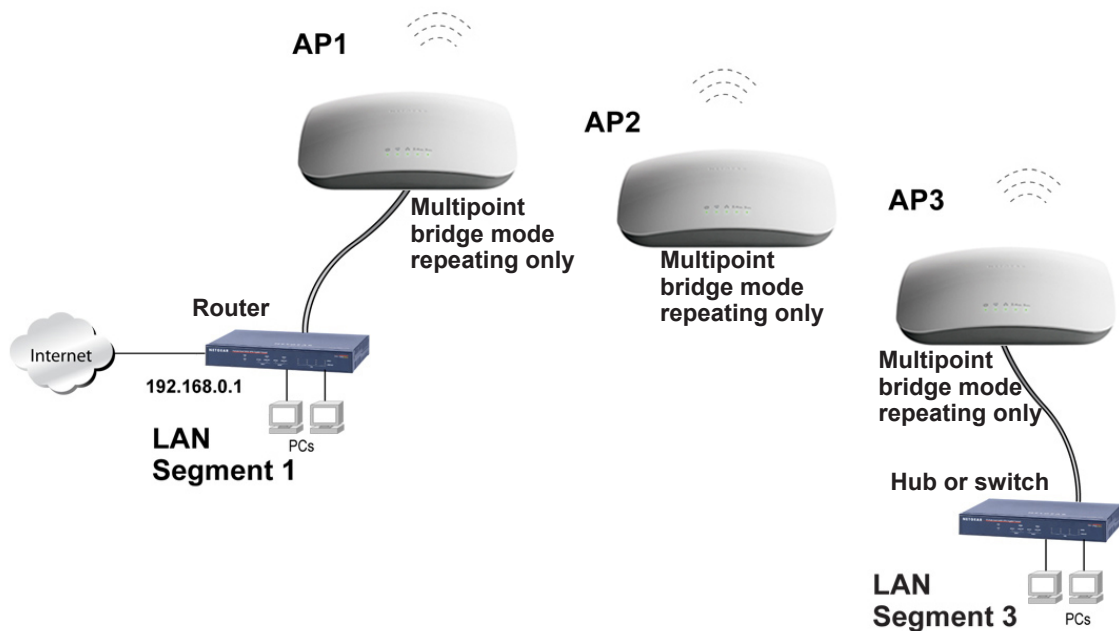 AP1
Multipoint
bridge mode
repeating only
AP2
Multipoint
bridge mode
repeating only
AP3
Multipoint
bridge mode
repeating only
Router
Internet
192.168.0.1
PCs
LAN
Segment 1
Hub or switch
NETGEAR
PCs
LAN
Segment 3